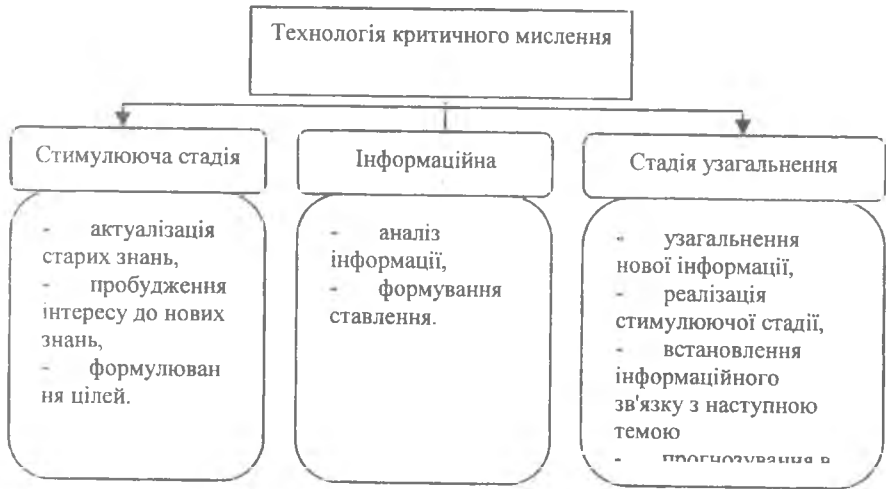 Технологія критичного мислення
Стимулююча стадія
- актуалізація
старих знань,
- пробудження
інтересу до нових
знань,
- формулюван
ня цілей.
Інформаційна
- аналіз
інформації,
- формування
ставлення.
Стадія узагальнення
- узагальнення
нової інформації,
- реалізація
стимулюючої стадії,
- встановлення
інформаційного
зв'язку з наступною
темою
- прогнозування в